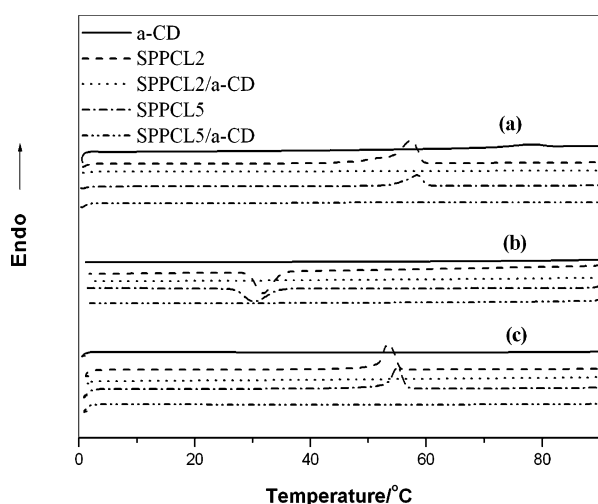 a-CD
SPPCL2
SPPCL2/a-CD
SPPCL5
SPPCL5/a-CD
(a)
(b)
(c)
Endo
0 20 40 60 80
Temperature/°C